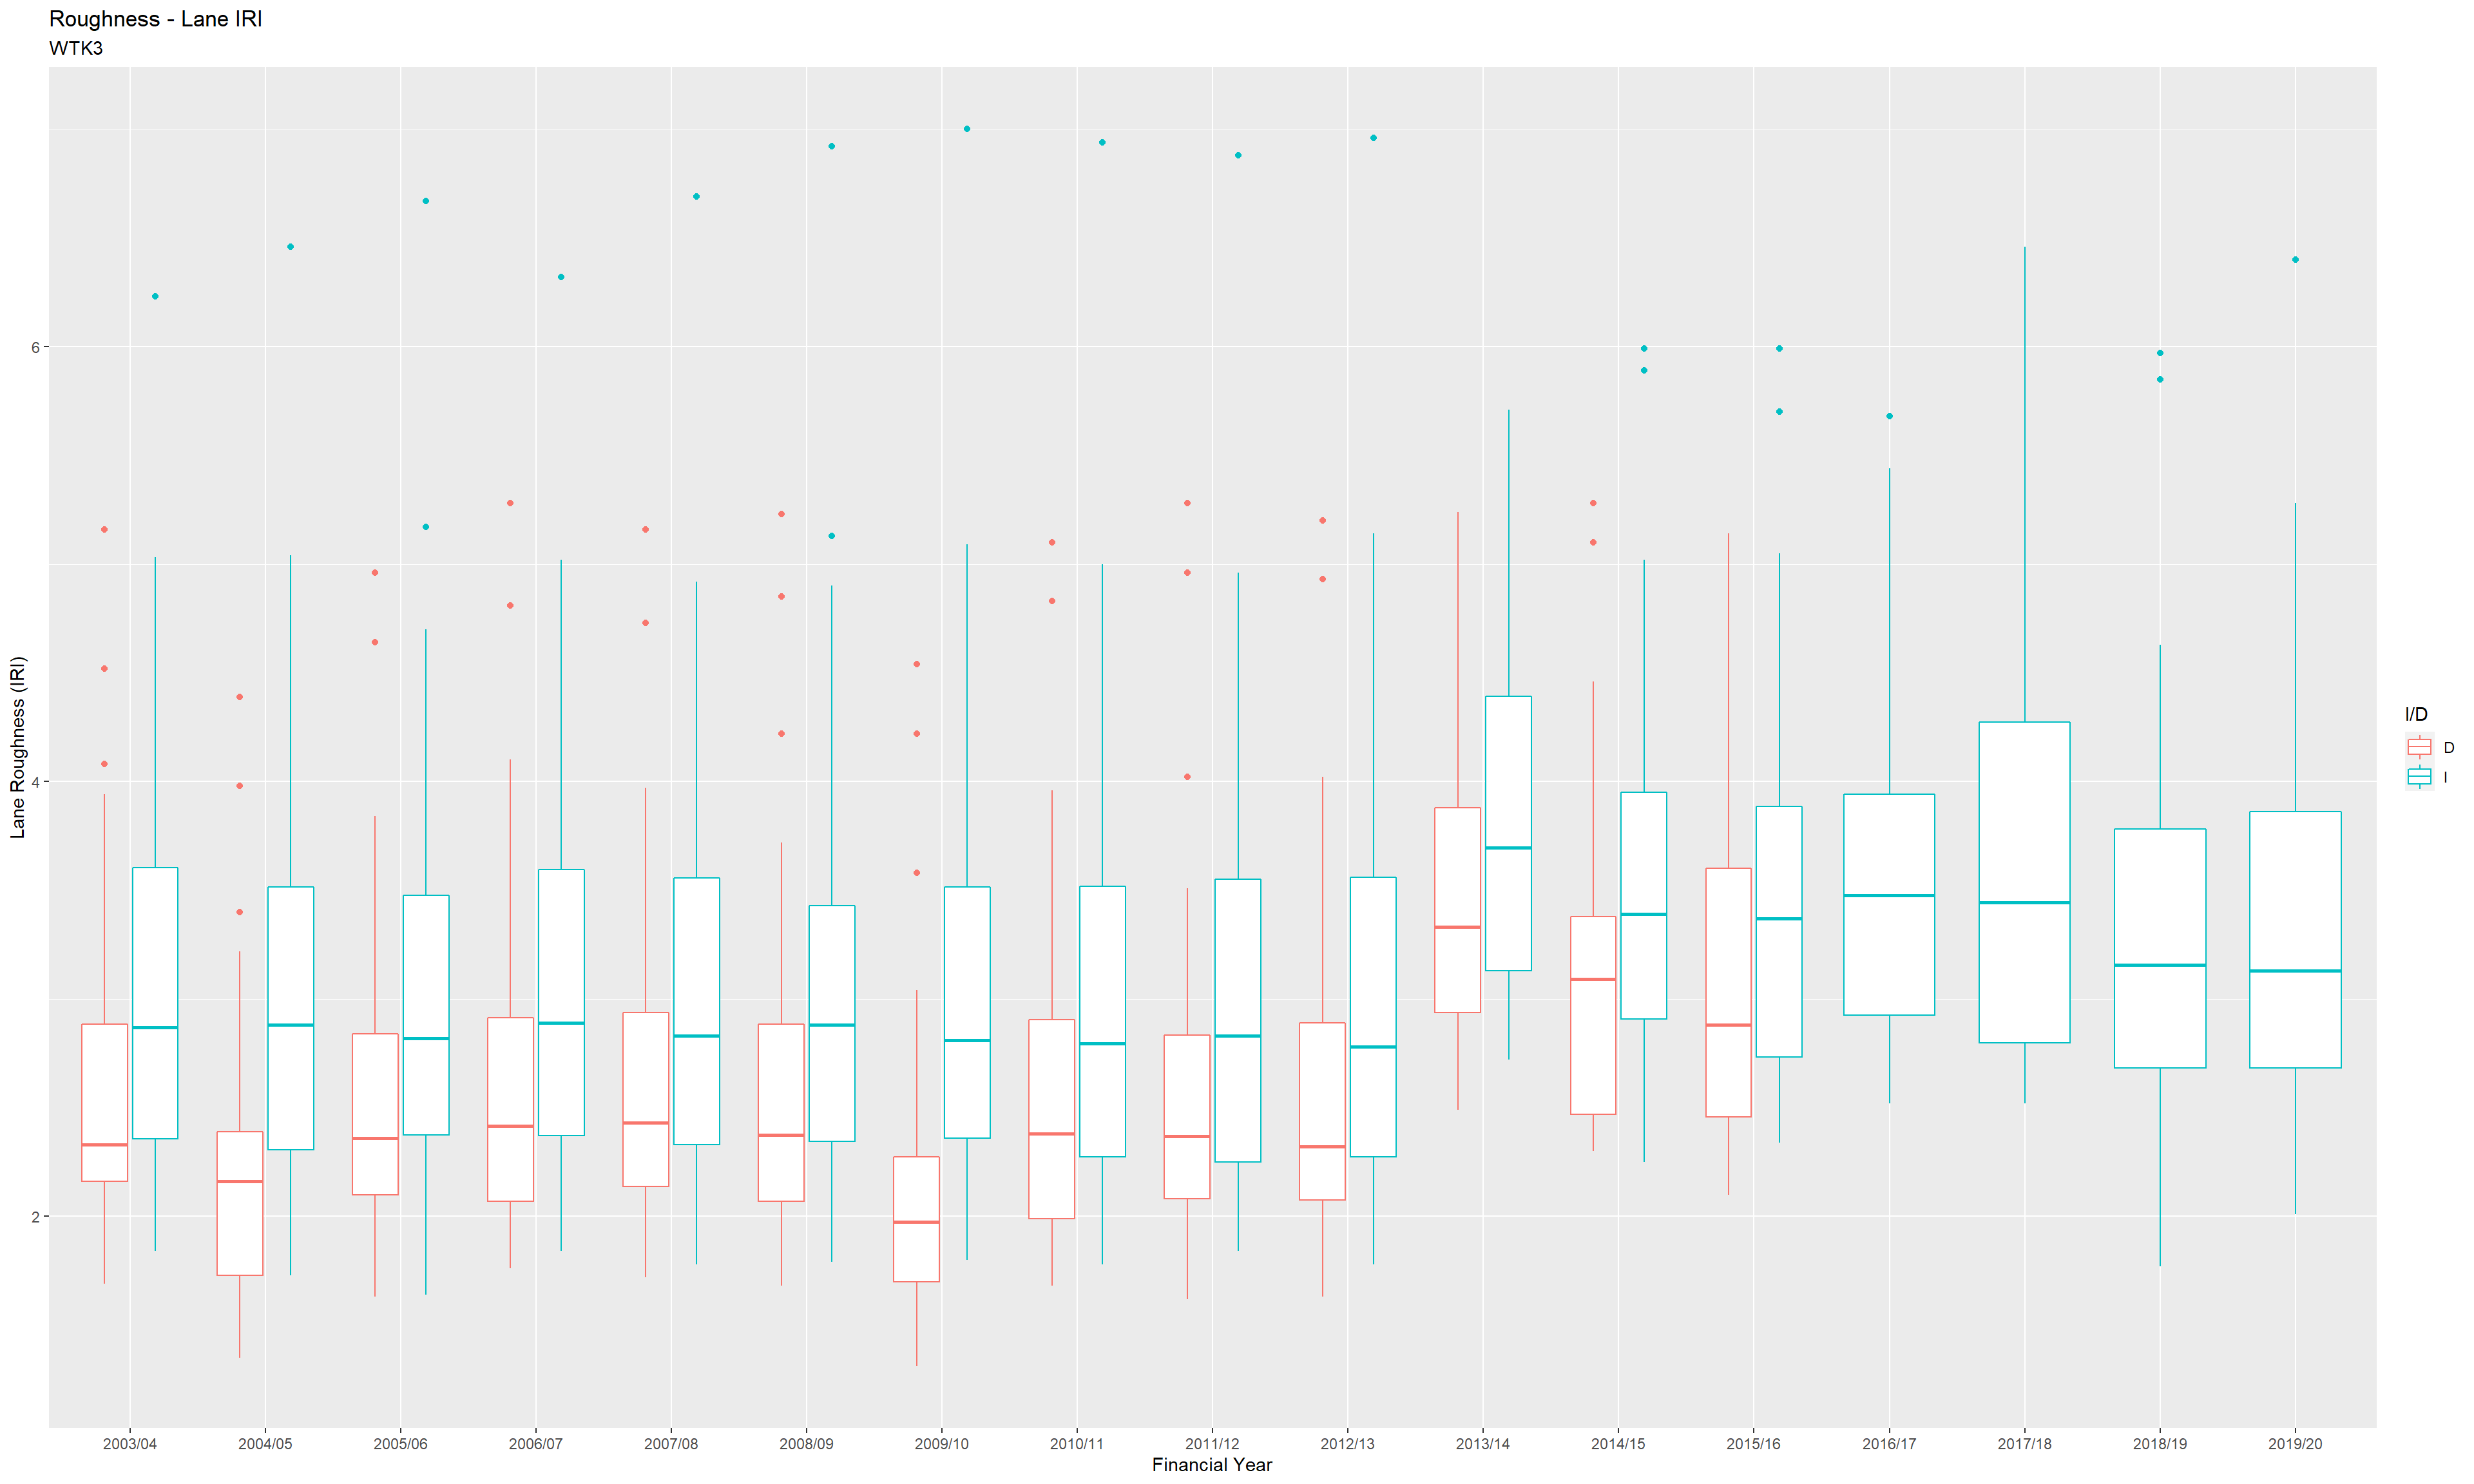 Roughness - Lane IRI
WTK3
Lane Roughness (IRI)
6
4
2
2003/04 2004/05 2005/06 2006/07 2007/08 2008/09 2009/10 2010/11 2011/12 2012/13 2013/14 2014/15 2015/16 2016/17 2017/18 2018/19 2019/20
Financial Year
I/D
D
I